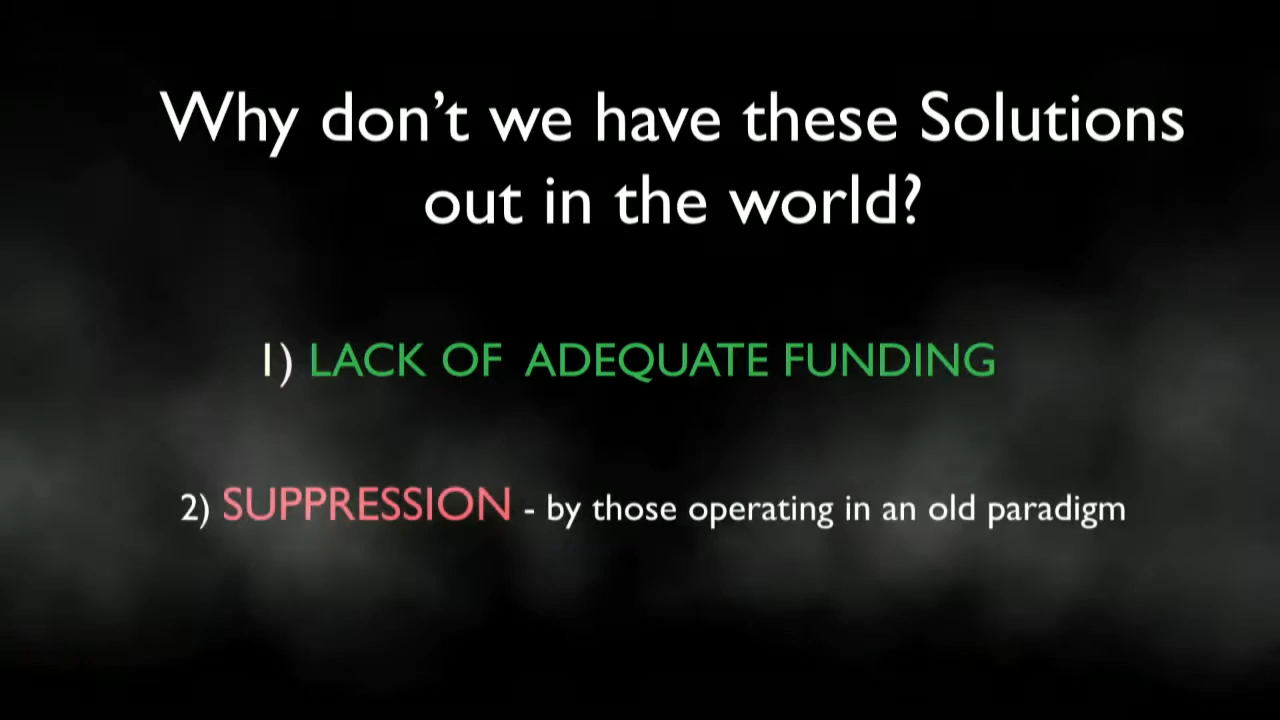 Why don’t we have these Solutions
out in the world?
1) LACK OF ADEQUATE FUNDING
2) SUPPRESSION - by those operating in an old paradigm